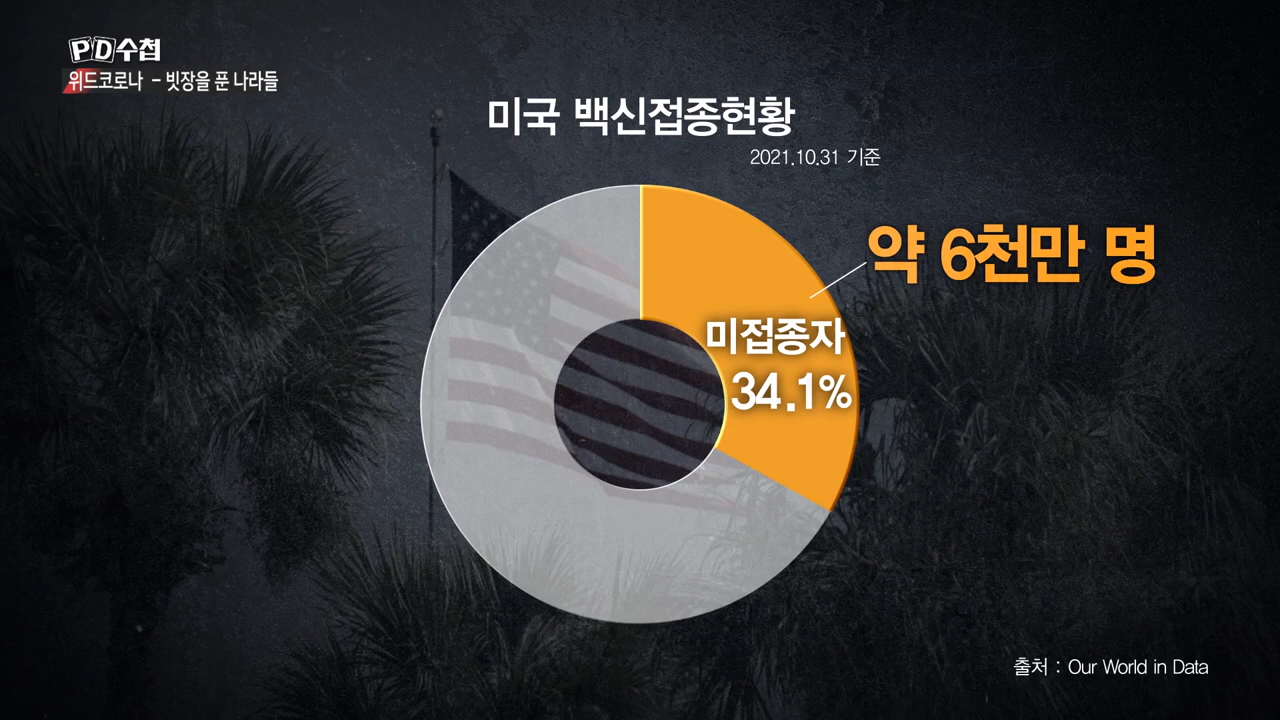 PD수첩
위드코로나 - 빗장을 푼 나라들
미국 백신접종현황
2021.10.31 기준
약 6천만 명
미접종자
34.1%
출처 : Our World in Data